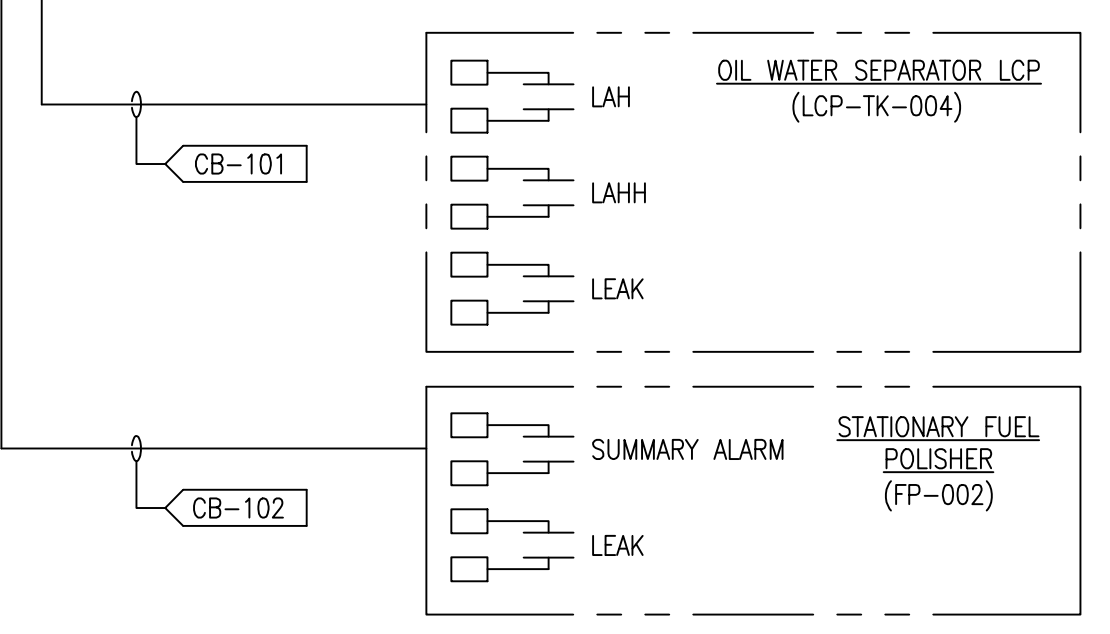 OIL WATER SEPARATOR LCP
(LCP-TK-004)
LAH
CB-101
LAHH
LEAK
STATIONARY FUEL
POLISHER
(FP-002)
SUMMARY ALARM
CB-102
LEAK